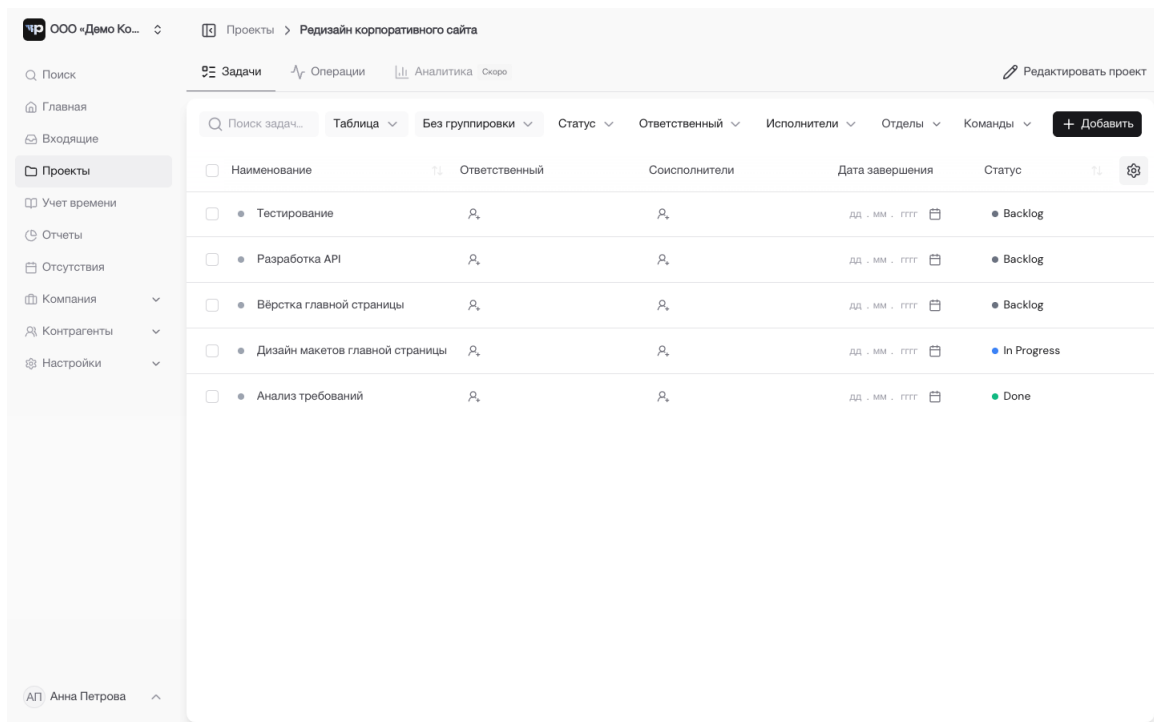 ООО «Демо Ко...
Поиск
Главная
Входящие
Проекты
Учет времени
Отчеты
Отсутствия
Компания
Контрагенты
Настройки
АП Анна Петрова
Проекты > Редизайн корпоративного сайта
Задачи Операции Аналитика Скоро Редактировать проект
Поиск задач... Таблица Без группировки Статус Ответственный Исполнители Отделы Команды + Добавить
Наименование Ответственный Соисполнители Дата завершения Статус
Тестирование дд . мм . гггг Backlog
Разработка API дд . мм . гггг Backlog
Вёрстка главной страницы дд . мм . гггг Backlog
Дизайн макетов главной страницы дд . мм . гггг In Progress
Анализ требований дд . мм . гггг Done